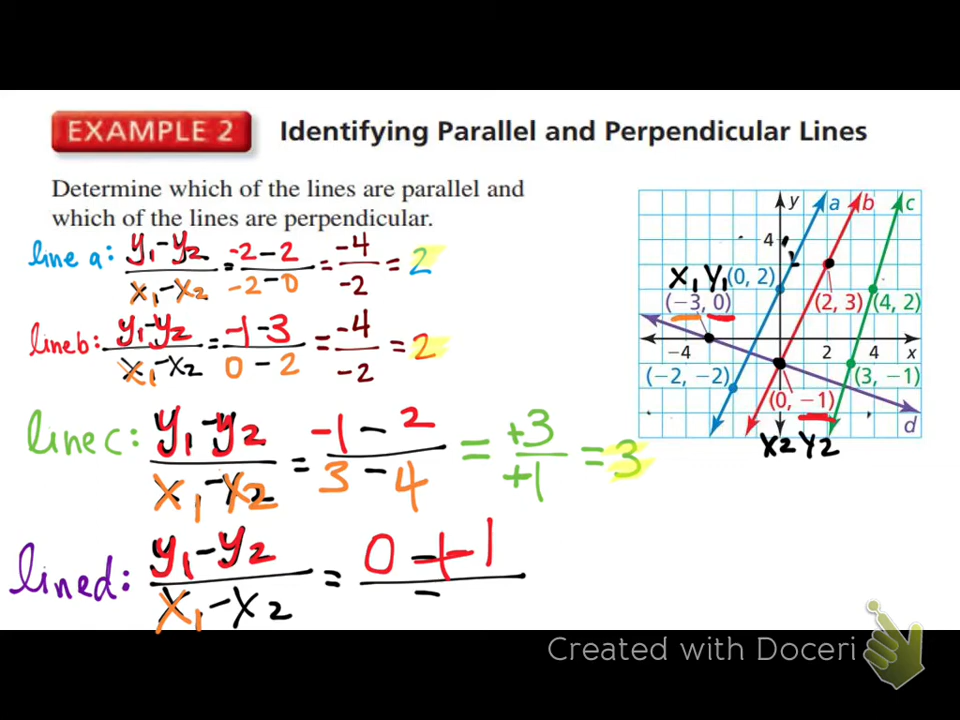 EXAMPLE 2 Identifying Parallel and Perpendicular Lines
Determine which of the lines are parallel and
which of the lines are perpendicular.
line a: y₁-y₂/x₁-x₂ = -2-2/-2-0 = -4/-2 = 2
line b: y₁-y₂/x₁-x₂ = -1-3/0-2 = -4/-2 = 2
line c: y₁-y₂/x₁-x₂ = -1-2/3-4 = +3/+1 = 3
line d: y₁-y₂/x₁-x₂ = 0-+-1/-
y a b c
4
X₁ Y₁ (0, 2)
(−3, 0) (2, 3) (4, 2)
−4 2 4 x
(−2, −2) (3, −1)
(0, −1)
d
X2 Y2
Created with Doceri